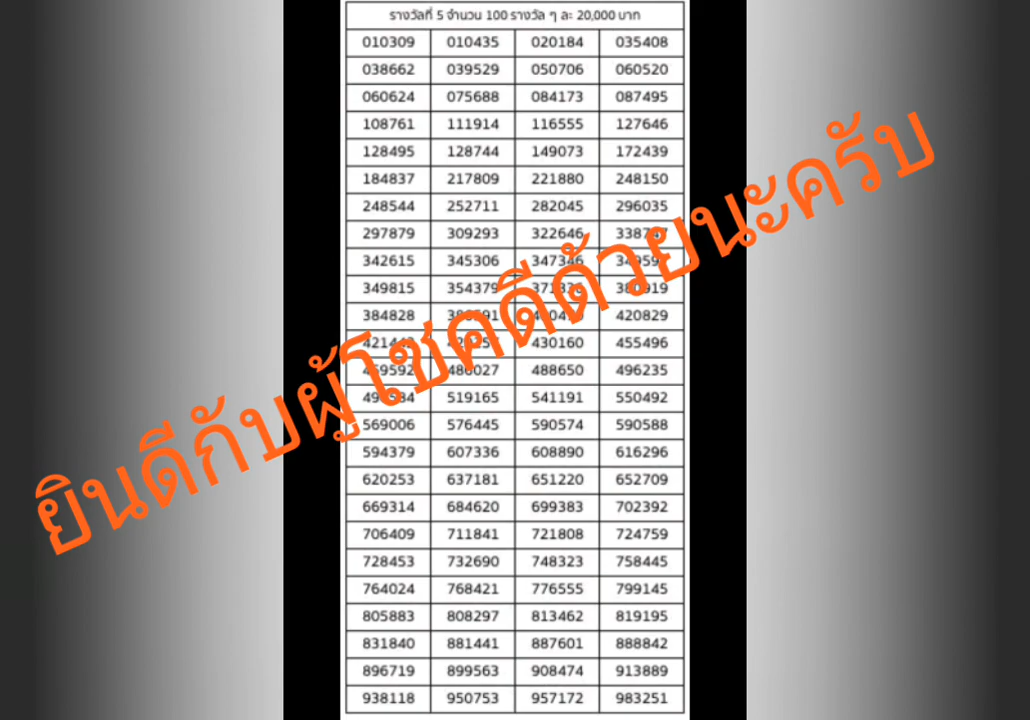 รางวัลที่ 5 จำนวน 100 รางวัล ๆ ละ 20,000 บาท
010309 010435 020184 035408
038662 039529 050706 060520
060624 075688 084173 087495
108761 111914 116555 127646
128495 128744 149073 172439
184837 217809 221880 248150
248544 252711 282045 296035
297879 309293 322646
342615 345306 347346
349815 354379
384828 420829
430160 455496
459592 486027 488650 496235
519165 541191 550492
569006 576445 590574 590588
594379 607336 608890 616296
620253 637181 651220 652709
669314 684620 699383 702392
706409 711841 721808 724759
728453 732690 748323 758445
764024 768421 776555 799145
805883 808297 813462 819195
831840 881441 887601 888842
896719 899563 908474 913889
938118 950753 957172 983251
ยินดีกับผู้โชคดีด้วยนะครับ